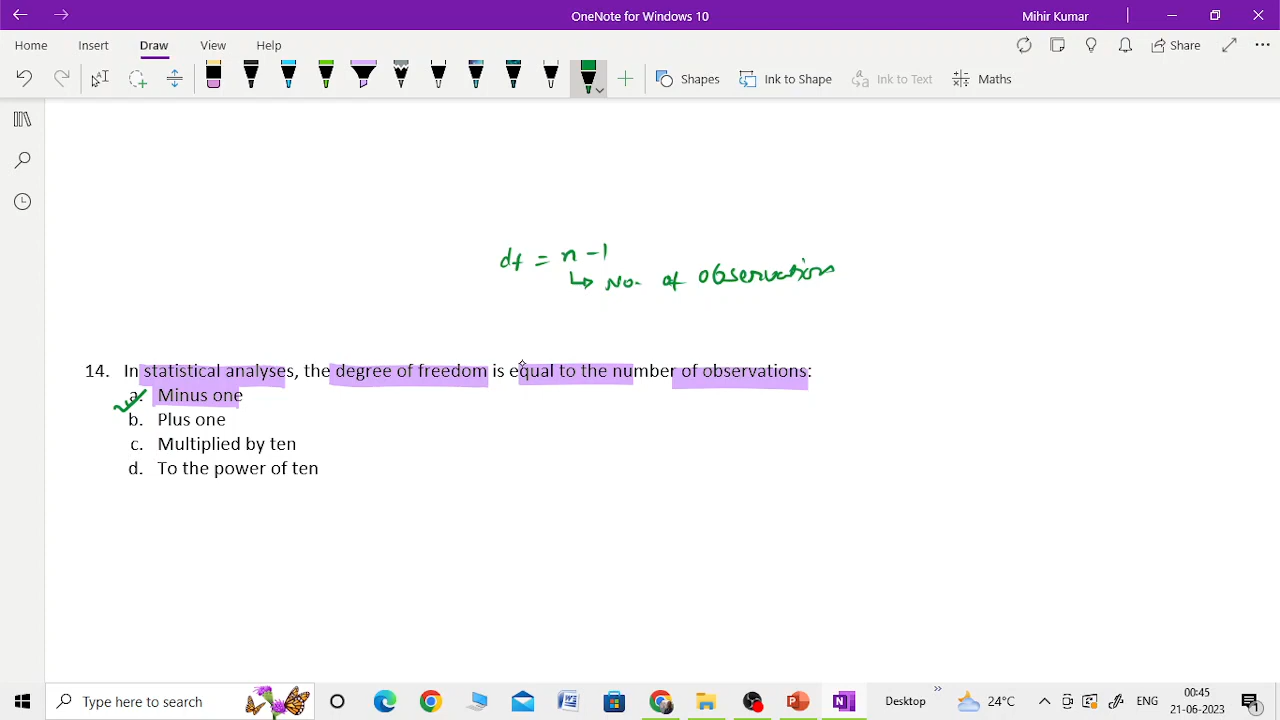 OneNote for Windows 10
Mihir Kumar
Home Insert Draw View Help
Share
Shapes Ink to Shape Ink to Text Maths
df = n - 1
↳ No. of observation
14. In statistical analyses, the degree of freedom is equal to the number of observations:
a. Minus one
b. Plus one
c. Multiplied by ten
d. To the power of ten
Type here to search
Desktop
24°C
ENG
00:45
21-06-2023